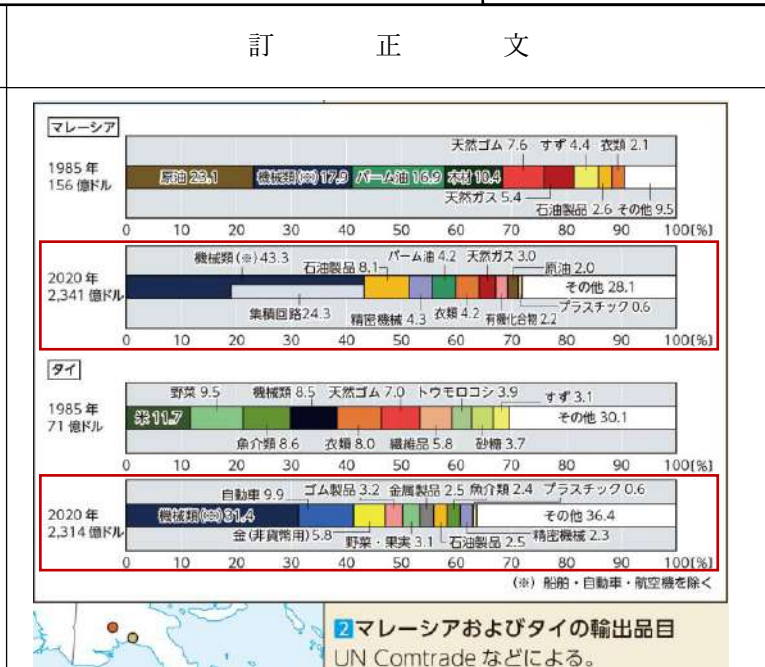 訂正文
マレーシア
天然ゴム 7.6 すず 4.4 衣類 2.1
1985年
156億ドル
原油 23.1 機械類(※)17.9 パーム油 16.9 木材 10.4
天然ガス 5.4
石油製品 2.6 その他 9.5
0 10 20 30 40 50 60 70 80 90 100(%)
機械類(※)43.3 石油製品 8.1 パーム油 4.2 天然ガス 3.0 原油 2.0
2020年
2,341億ドル
その他 28.1
集積回路24.3 精密機械 4.3 衣類 4.2 有機化合物 2.2 プラスチック 0.6
0 10 20 30 40 50 60 70 80 90 100(%)
タイ
野菜 9.5 機械類 8.5 天然ゴム 7.0 トウモロコシ 3.9 すず 3.1
1985年
71億ドル
米 11.7 その他 30.1
魚介類 8.6 衣類 8.0 繊維品 5.8 砂糖 3.7
0 10 20 30 40 50 60 70 80 90 100(%)
自動車 9.9 ゴム製品 3.2 金属製品 2.5 魚介類 2.4 プラスチック 0.6
2020年
2,314億ドル
機械類(※)31.4 その他 36.4
金(非貨幣用)5.8 野菜・果実 3.1 石油製品 2.5 精密機械 2.3
0 10 20 30 40 50 60 70 80 90 100(%)
(※) 船舶・自動車・航空機を除く
2マレーシアおよびタイの輸出品目
UN Comtrade などによる。